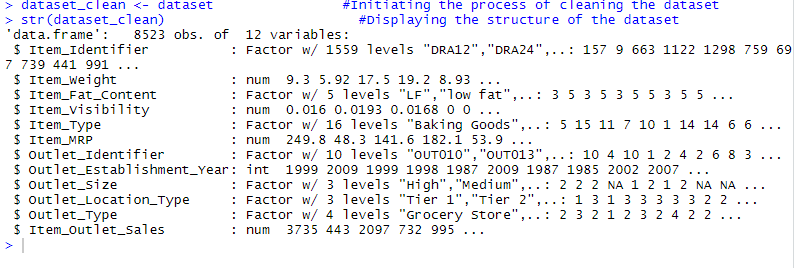 > dataset_clean <- dataset #Initiating the process of cleaning the dataset
> str(dataset_clean) #Displaying the structure of the dataset
'data.frame': 8523 obs. of 12 variables:
$ Item_Identifier : Factor w/ 1559 levels "DRA12","DRA24",..: 157 9 663 1122 1298 759 69
7 739 441 991 ...
$ Item_Weight : num 9.3 5.92 17.5 19.2 8.93 ...
$ Item_Fat_Content : Factor w/ 5 levels "LF","low fat",..: 3 5 3 5 3 5 5 3 5 5 ...
$ Item_Visibility : num 0.016 0.0193 0.0168 0 0 ...
$ Item_Type : Factor w/ 16 levels "Baking Goods",..: 5 15 11 7 10 1 14 14 6 6 ...
$ Item_MRP : num 249.8 48.3 141.6 182.1 53.9 ...
$ Outlet_Identifier : Factor w/ 10 levels "OUT010","OUT013",..: 10 4 10 1 2 4 2 6 8 3 ...
$ Outlet_Establishment_Year: int 1999 2009 1999 1998 1987 2009 1987 1985 2002 2007 ...
$ Outlet_Size : Factor w/ 3 levels "High","Medium",..: 2 2 2 NA 1 2 1 2 NA NA ...
$ Outlet_Location_Type : Factor w/ 3 levels "Tier 1","Tier 2",..: 1 3 1 3 3 3 3 3 2 2 ...
$ Outlet_Type : Factor w/ 4 levels "Grocery Store",..: 2 3 2 1 2 3 2 4 2 2 ...
$ Item_Outlet_Sales : num 3735 443 2097 732 995 ...
>